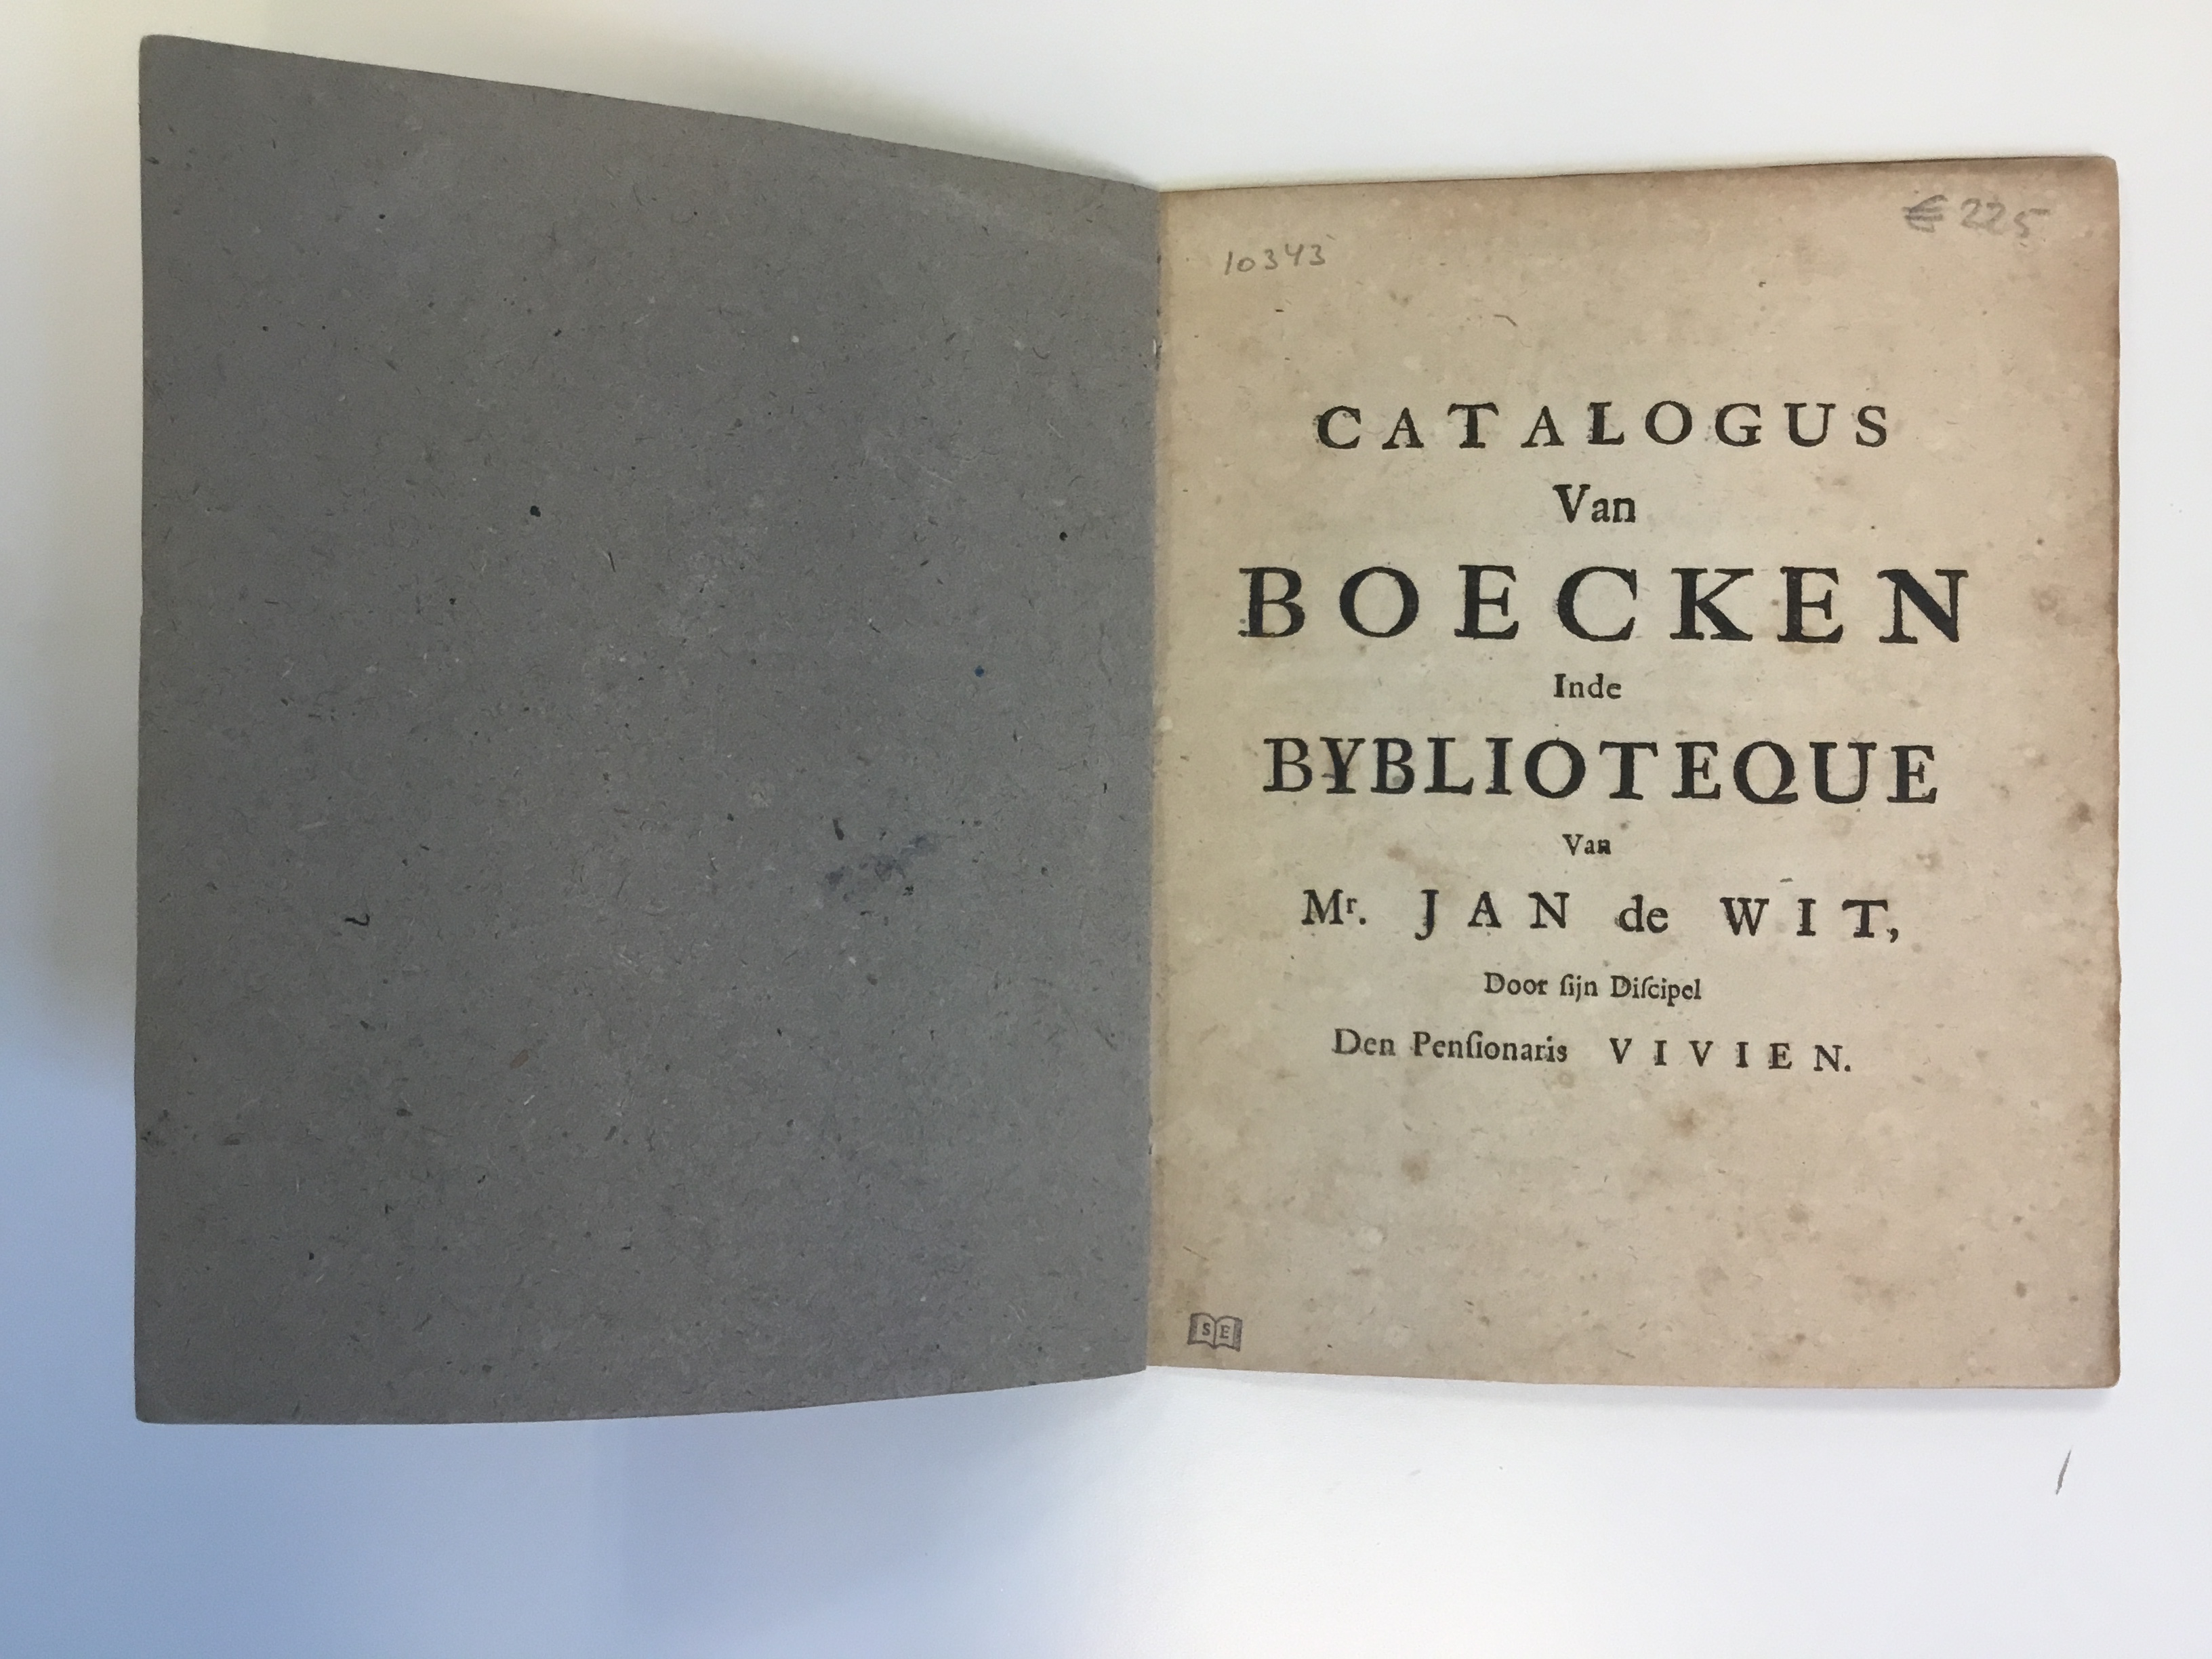 10343
€ 225
CATALOGUS
Van
BOECKEN
Inde
BYBLIOTEQUE
Van
Mr. JAN de WIT,
Door ſijn Diſcipel
Den Penſionaris VIVIEN.
SE